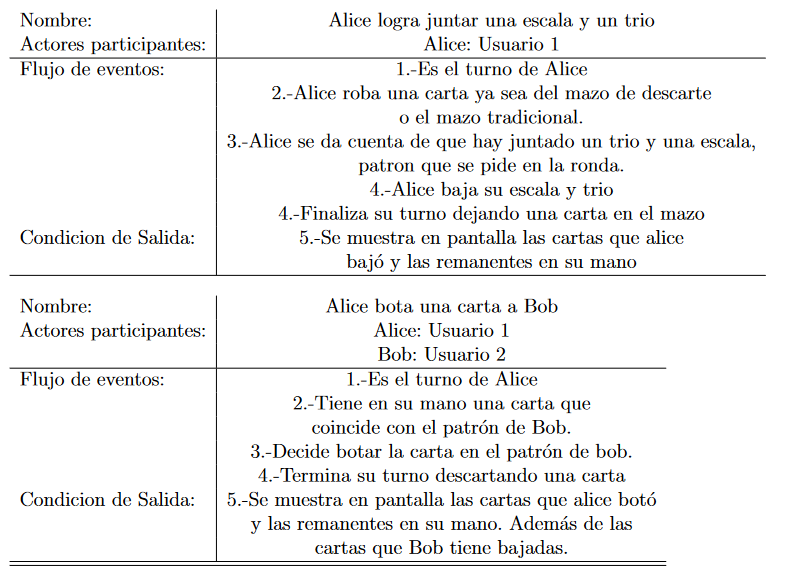 Nombre: Alice logra juntar una escala y un trio
Actores participantes: Alice: Usuario 1
Flujo de eventos: 1.-Es el turno de Alice
2.-Alice roba una carta ya sea del mazo de descarte
o el mazo tradicional.
3.-Alice se da cuenta de que hay juntado un trio y una escala,
patron que se pide en la ronda.
4.-Alice baja su escala y trio
4.-Finaliza su turno dejando una carta en el mazo
Condicion de Salida: 5.-Se muestra en pantalla las cartas que alice
bajó y las remanentes en su mano
Nombre: Alice bota una carta a Bob
Actores participantes: Alice: Usuario 1
Bob: Usuario 2
Flujo de eventos: 1.-Es el turno de Alice
2.-Tiene en su mano una carta que
coincide con el patrón de Bob.
3.-Decide botar la carta en el patrón de bob.
4.-Termina su turno descartando una carta
Condicion de Salida: 5.-Se muestra en pantalla las cartas que alice botó
y las remanentes en su mano. Además de las
cartas que Bob tiene bajadas.